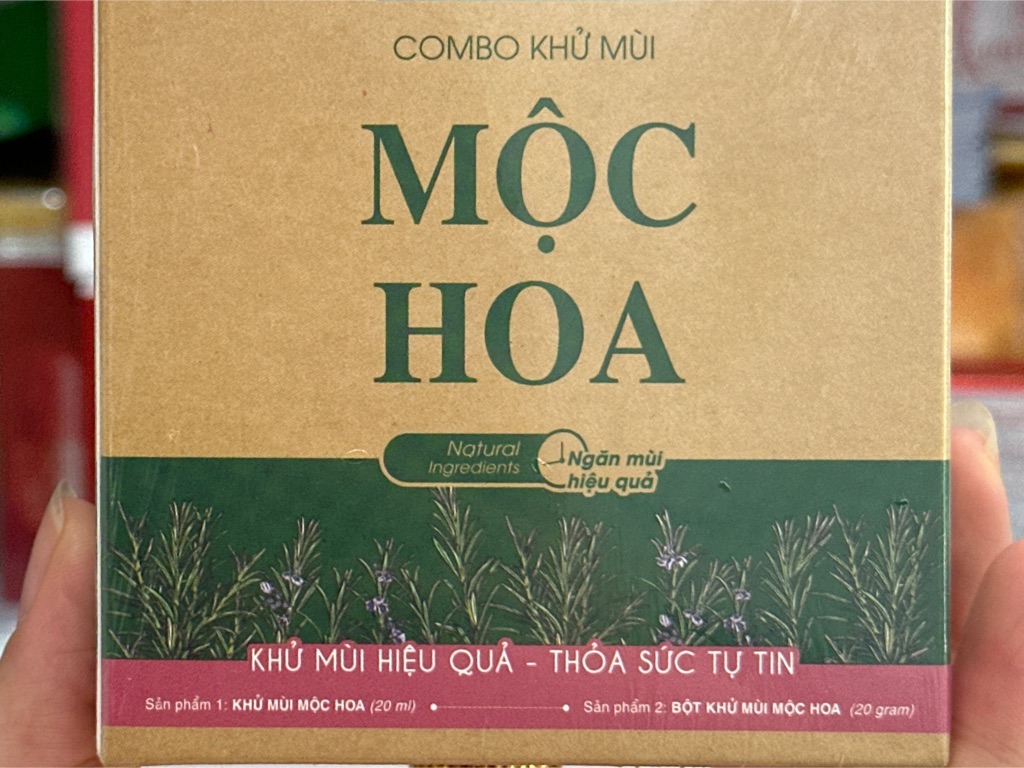 COMBO KHỬ MÙI
MỘC
HOA
Natural
Ingredients
Ngăn mùi
hiệu quả
KHỬ MÙI HIỆU QUẢ - THỎA SỨC TỰ TIN
Sản phẩm 1: KHỬ MÙI MỘC HOA (20 ml)
Sản phẩm 2: BỘT KHỬ MÙI MỘC HOA (20 gram)